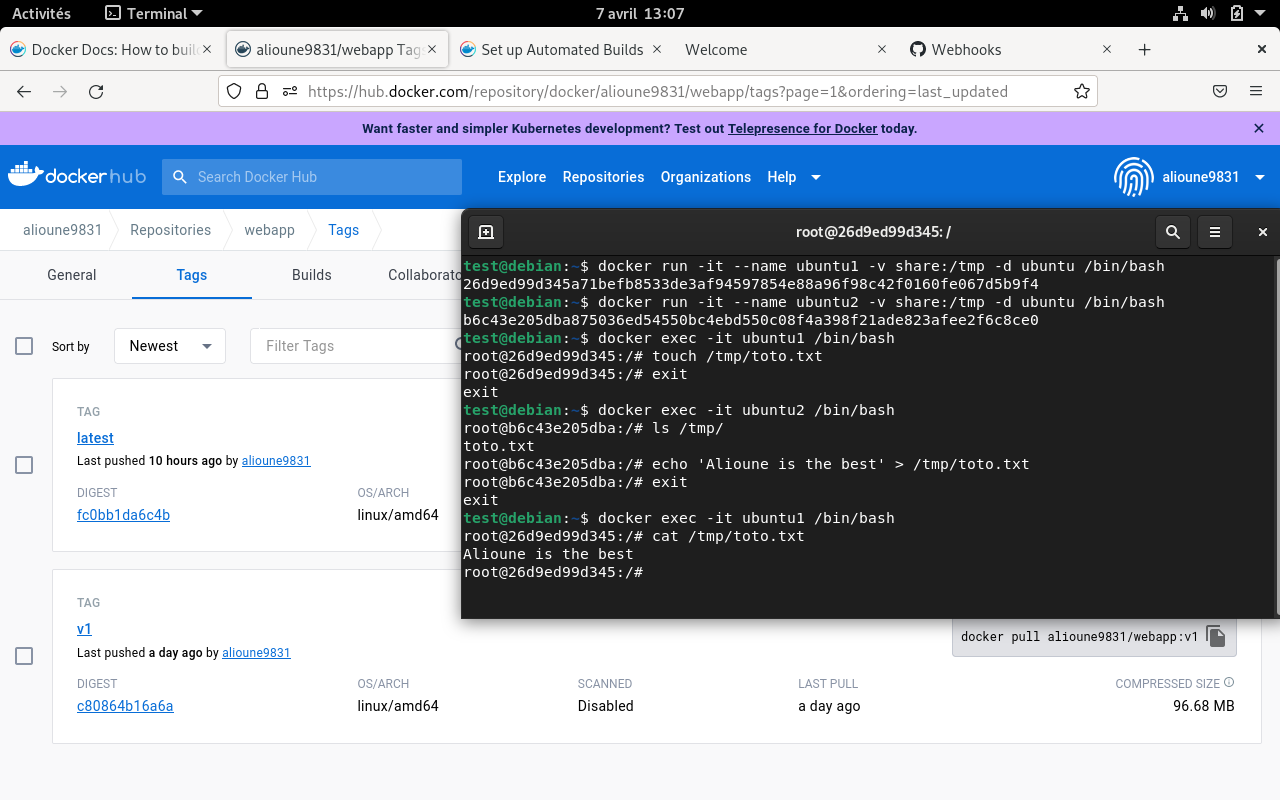 Activités
Terminal
7 avril 13:07
Docker Docs: How to buil
alioune9831/webapp Tag
Set up Automated Builds
Welcome
Webhooks
https://hub.docker.com/repository/docker/alioune9831/webapp/tags?page=1&ordering=last_updated
Want faster and simpler Kubernetes development? Test out Telepresence for Docker today.
dockerhub
Search Docker Hub
Explore
Repositories
Organizations
Help
alioune9831
alioune9831
Repositories
webapp
Tags
General
Tags
Builds
Collaborato
Sort by
Newest
Filter Tags
TAG
latest
Last pushed 10 hours ago by alioune9831
DIGEST
OS/ARCH
fc0bb1da6c4b
linux/amd64
root@26d9ed99d345: /
test@debian:~$ docker run -it --name ubuntu1 -v share:/tmp -d ubuntu /bin/bash
26d9ed99d345a71befb8533de3af94597854e88a96f98c42f0160fe067d5b9f4
test@debian:~$ docker run -it --name ubuntu2 -v share:/tmp -d ubuntu /bin/bash
b6c43e205dba875036ed54550bc4ebd550c08f4a398f21ade823afee2f6c8ce0
test@debian:~$ docker exec -it ubuntu1 /bin/bash
root@26d9ed99d345:/# touch /tmp/toto.txt
root@26d9ed99d345:/# exit
exit
test@debian:~$ docker exec -it ubuntu2 /bin/bash
root@b6c43e205dba:/# ls /tmp/
toto.txt
root@b6c43e205dba:/# echo 'Alioune is the best' > /tmp/toto.txt
root@b6c43e205dba:/# exit
exit
test@debian:~$ docker exec -it ubuntu1 /bin/bash
root@26d9ed99d345:/# cat /tmp/toto.txt
Alioune is the best
root@26d9ed99d345:/#
TAG
v1
Last pushed a day ago by alioune9831
docker pull alioune9831/webapp:v1
DIGEST
OS/ARCH
SCANNED
LAST PULL
COMPRESSED SIZE
c80864b16a6a
linux/amd64
Disabled
a day ago
96.68 MB